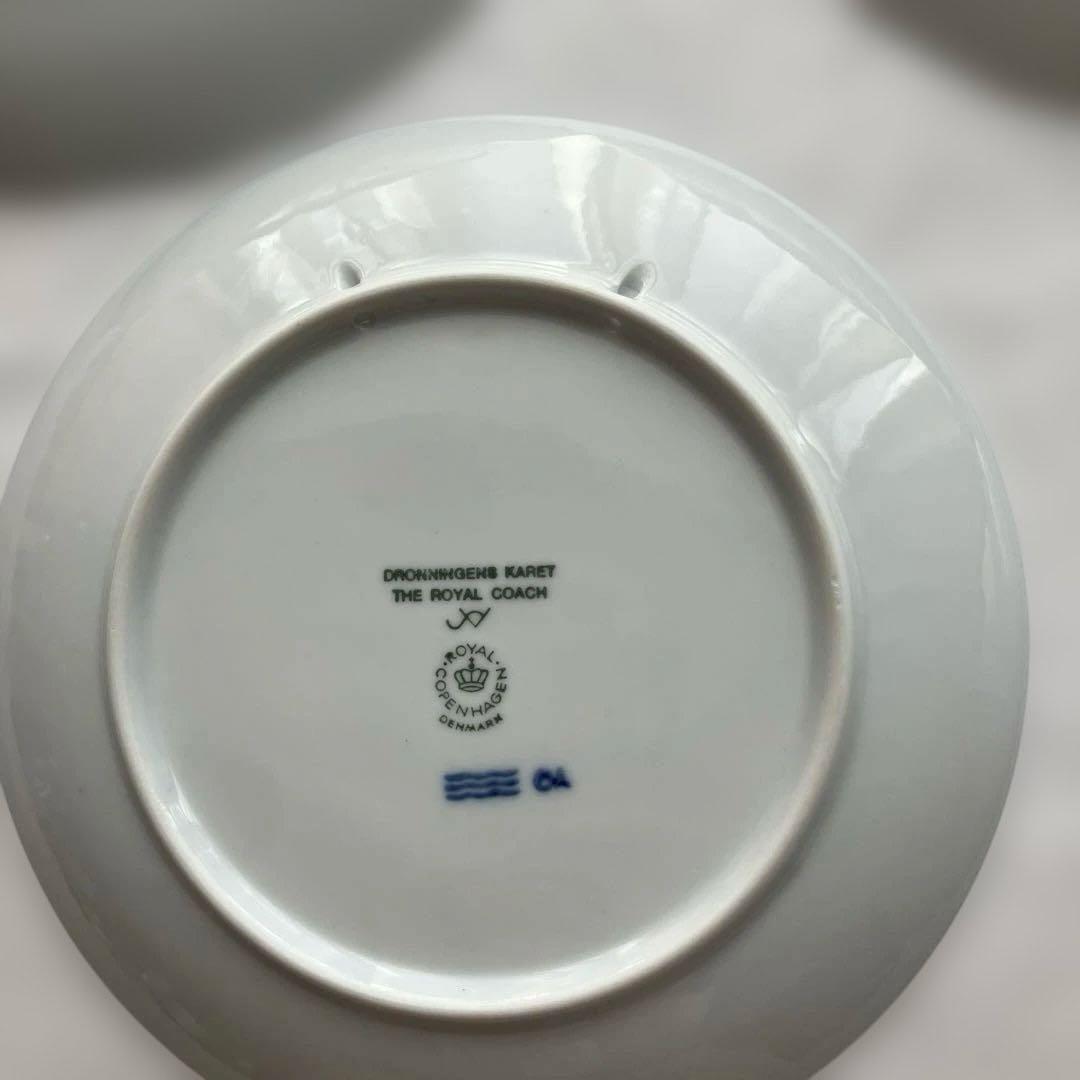 DRONNINGENS KARET
THE ROYAL COACH
ROYAL COPENHAGEN
DENMARK